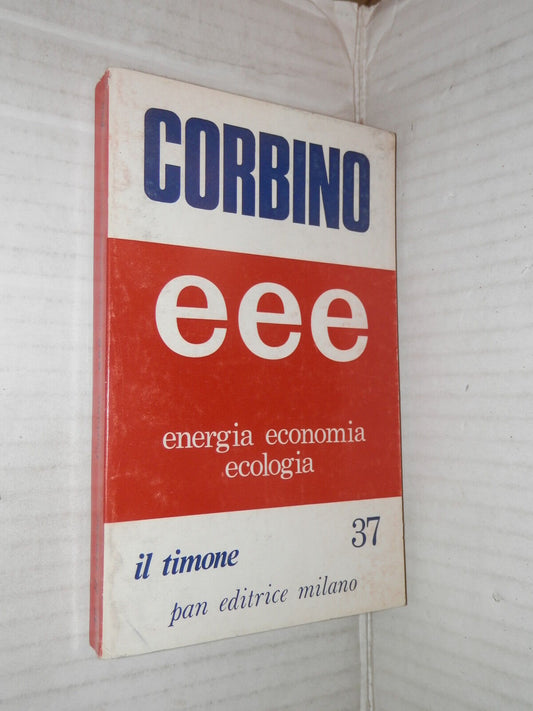 CORBINO
eee
energia economia
ecologia
37
il timone
pan editrice milano